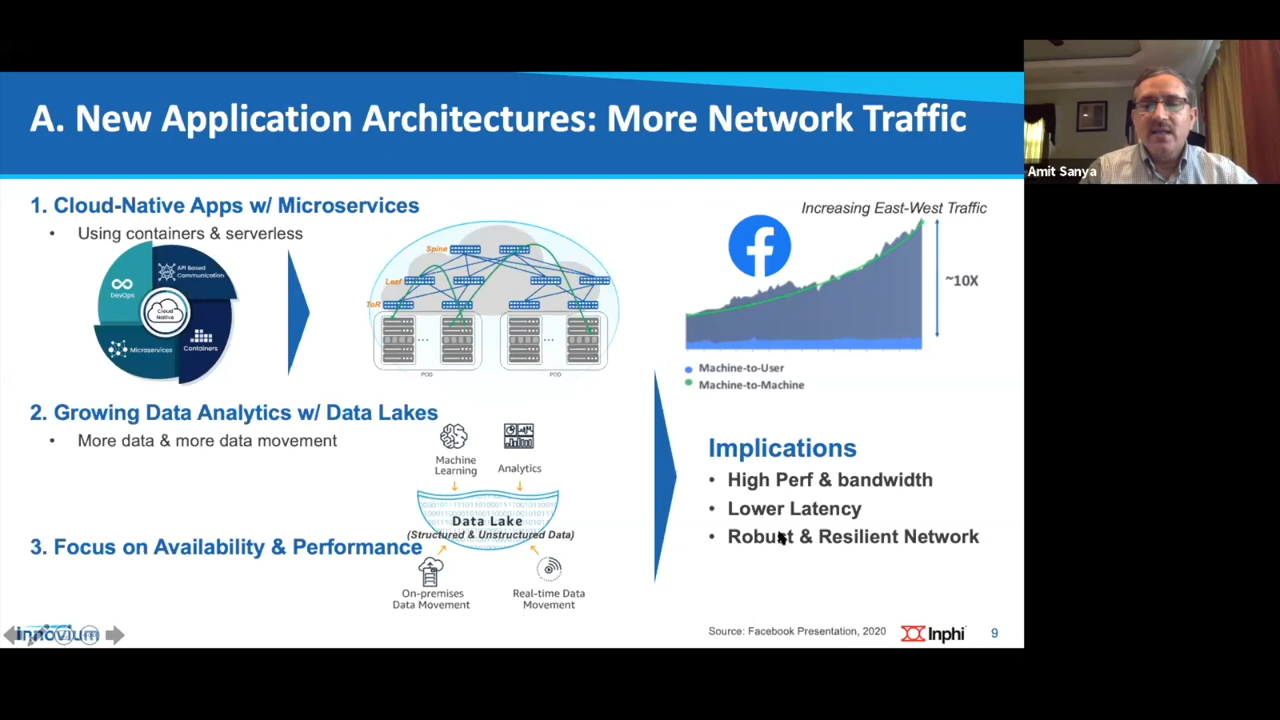 A. New Application Architectures: More Network Traffic
Amit Sanya
1. Cloud-Native Apps w/ Microservices
• Using containers & serverless
DevOps
API Based
Communication
Cloud
Native
Microservices
Containers
Spine
Leaf
ToR
POD
POD
Increasing East-West Traffic
~10X
Machine-to-User
Machine-to-Machine
2. Growing Data Analytics w/ Data Lakes
• More data & more data movement
Machine
Learning
Analytics
Data Lake
(Structured & Unstructured Data)
On-premises
Data Movement
Real-time Data
Movement
3. Focus on Availability & Performance
Implications
• High Perf & bandwidth
• Lower Latency
• Robust & Resilient Network
innovium
Source: Facebook Presentation, 2020
Inphi
9